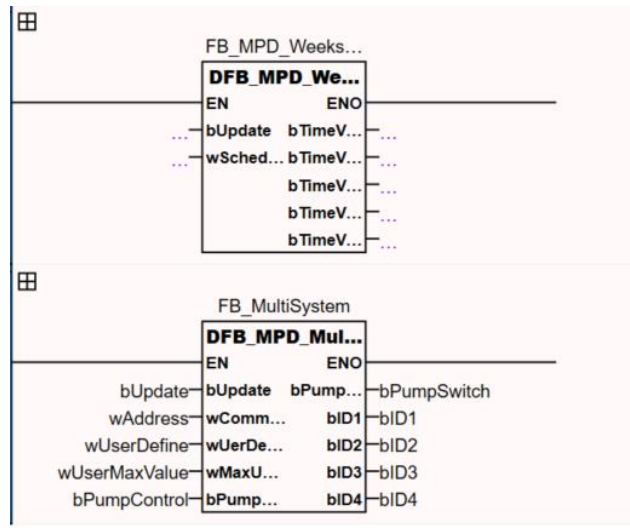 FB_MPD_Weeks...
DFB_MPD_We...
EN ENO
... bUpdate bTimeV... ...
... wSched... bTimeV... ...
bTimeV... ...
bTimeV... ...
bTimeV... ...
FB_MultiSystem
DFB_MPD_Mul...
EN ENO
bUpdate bUpdate bPump... bPumpSwitch
wAddress wComm... bID1 bID1
wUserDefine wUerDe... bID2 bID2
wUserMaxValue wMaxU... bID3 bID3
bPumpControl bPump... bID4 bID4